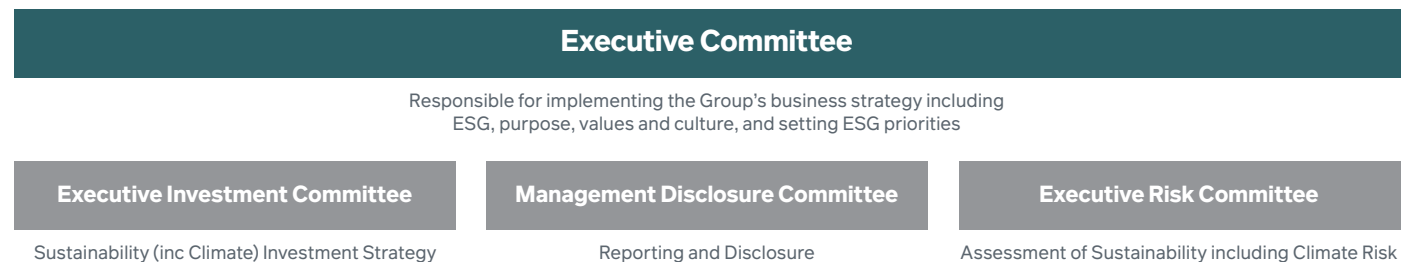 Executive Committee
Responsible for implementing the Group's business strategy including
ESG, purpose, values and culture, and setting ESG priorities
Executive Investment Committee
Management Disclosure Committee
Executive Risk Committee
Sustainability (inc Climate) Investment Strategy
Reporting and Disclosure
Assessment of Sustainability including Climate Risk